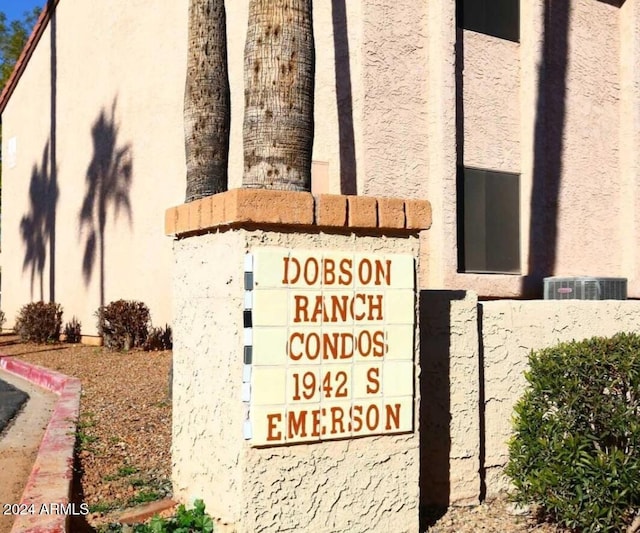 DOBSON
RANCH
CONDOS
1942 S
EMERSON
© 2024 ARMLS